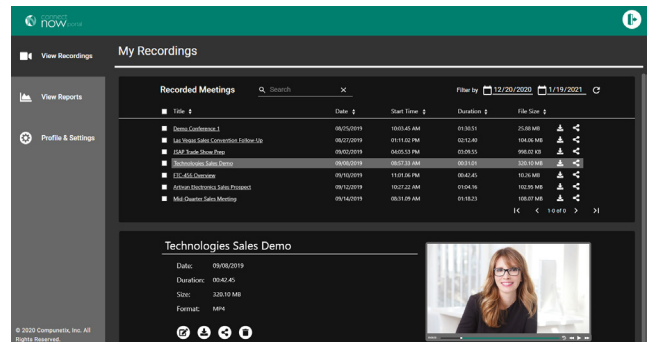 connect
now portal
View Recordings
View Reports
Profile & Settings
© 2020 Compunetix, Inc. All
Rights Reserved.
My Recordings
Recorded Meetings Search × Filter by 12/20/2020 1/19/2021
Title Date Start Time Duration File Size
Demo Conference 1 08/25/2019 10:03.45 AM 01:30.51 25.88 MB
Las Vegas Sales Convention Follow-Up 08/27/2019 01:11.02 PM 02:12.40 104.06 MB
JSAP Trade Show Prep 09/02/2019 04:05.53 PM 03:09.55 998.02 KB
Technologies Sales Demo 09/08/2019 08:57.33 AM 00:31.01 320.10 MB
FTC-456 Overview 09/10/2019 11:01.06 PM 00:42.45 10.26 MB
Artivan Electronics Sales Prospect 09/12/2019 10:27.22 AM 01:04.16 102.95 MB
Mid-Quarter Sales Meeting 09/14/2019 08:31.09 AM 01:18.23 108.07 MB
1-0 of 0
Technologies Sales Demo
Date: 09/08/2019
Duration: 00:42.45
Size: 320.10 MB
Format: MP4